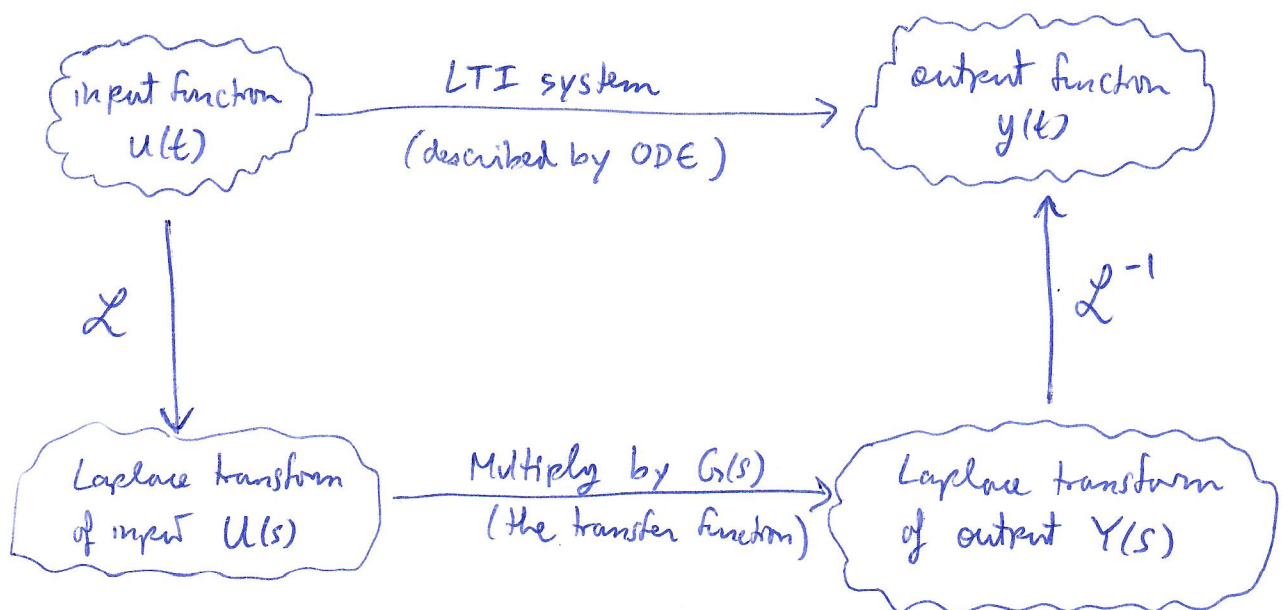 input function
u(t)
LTI system
(described by ODE)
output function
y(t)
ℒ
ℒ⁻¹
Laplace transform
of input U(s)
Multiply by G(s)
(the transfer function)
Laplace transform
of output Y(s)